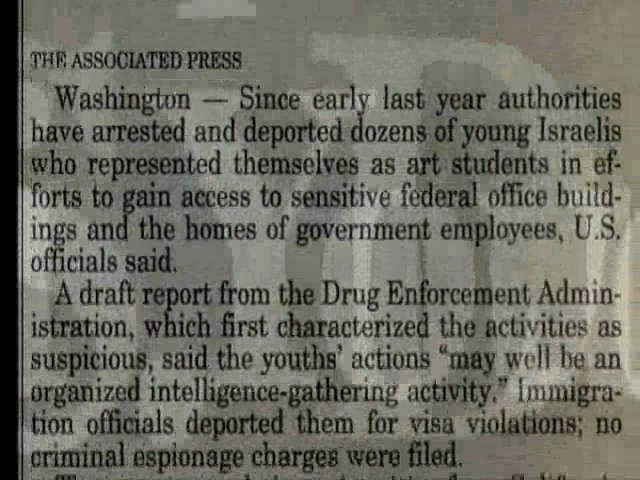 THE ASSOCIATED PRESS
Washington — Since early last year authorities
have arrested and deported dozens of young Israelis
who represented themselves as art students in ef-
forts to gain access to sensitive federal office build-
ings and the homes of government employees, U.S.
officials said.
A draft report from the Drug Enforcement Admin-
istration, which first characterized the activities as
suspicious, said the youths' actions “may well be an
organized intelligence-gathering activity.” Immigra-
tion officials deported them for visa violations; no
criminal espionage charges were filed.